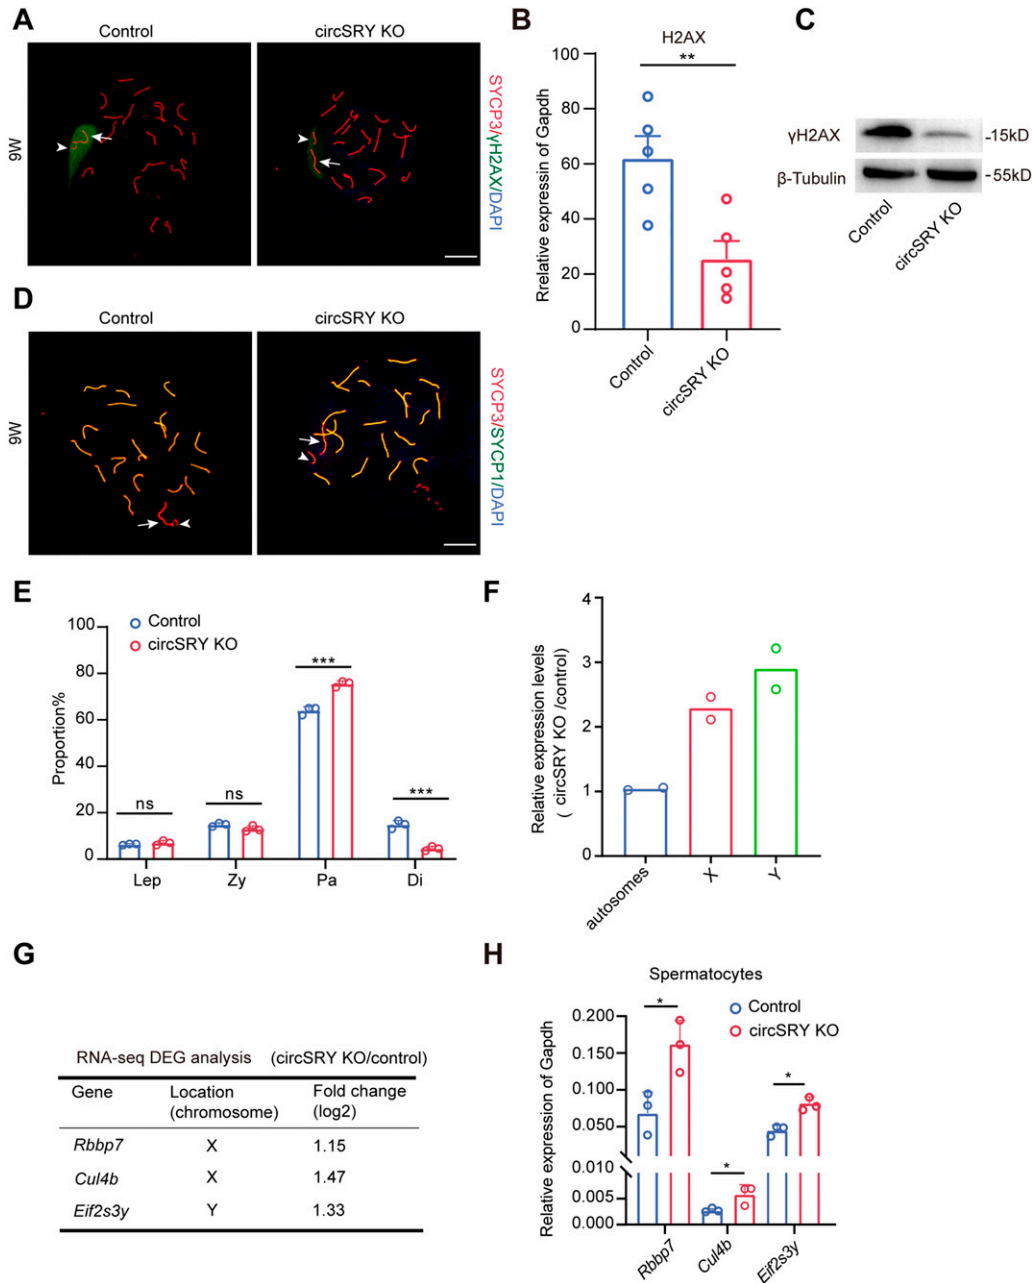 A
Control
circSRY KO
9W
SYCP3/γH2AX/DAPI
B
H2AX
**
Rrelative expressin of Gapdh
100
80
60
40
20
0
Control
circSRY KO
C
γH2AX
-15kD
β-Tubulin
-55kD
Control
circSRY KO
D
Control
circSRY KO
9W
SYCP3/SYCP1/DAPI
E
Control
circSRY KO
Proportion%
100
80
60
40
20
0
ns
ns
***
***
Lep
Zy
Pa
Di
F
Relative expression levels
( circSRY KO /control)
4
3
2
1
0
autosomes
X
Y
G
RNA-seq DEG analysis (circSRY KO/control)
Gene Location Fold change
(chromosome) (log2)
Rbbp7 X 1.15
Cul4b X 1.47
Eif2s3y Y 1.33
H
Spermatocytes
Control
circSRY KO
Relative expression of Gapdh
0.200
0.150
0.100
0.050
0.010
0.005
0.000
*
*
*
Rbbp7
Cul4b
Eif2s3y